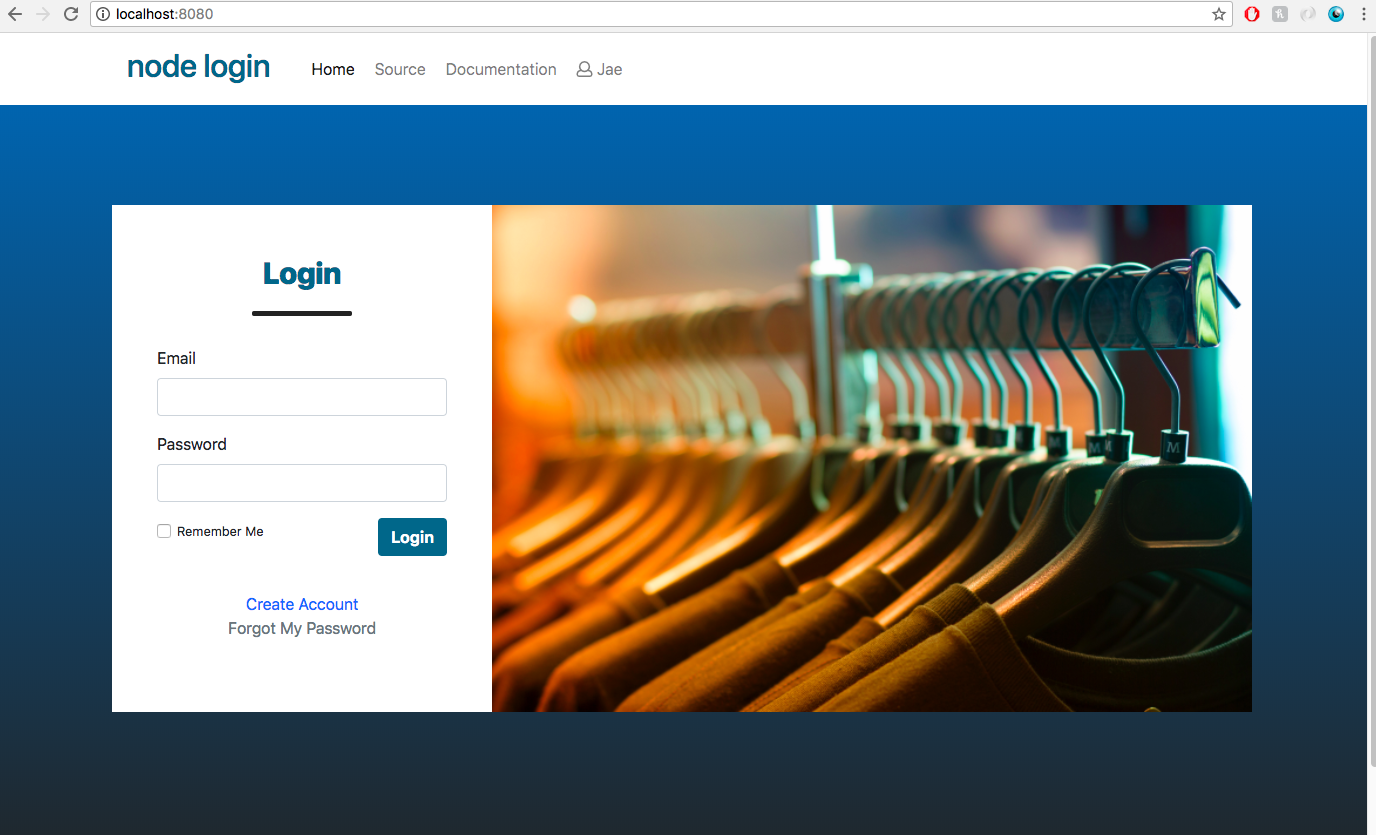 localhost:8080
node login Home Source Documentation Jae
Login
Email
Password
Remember Me Login
Create Account
Forgot My Password
M M M M